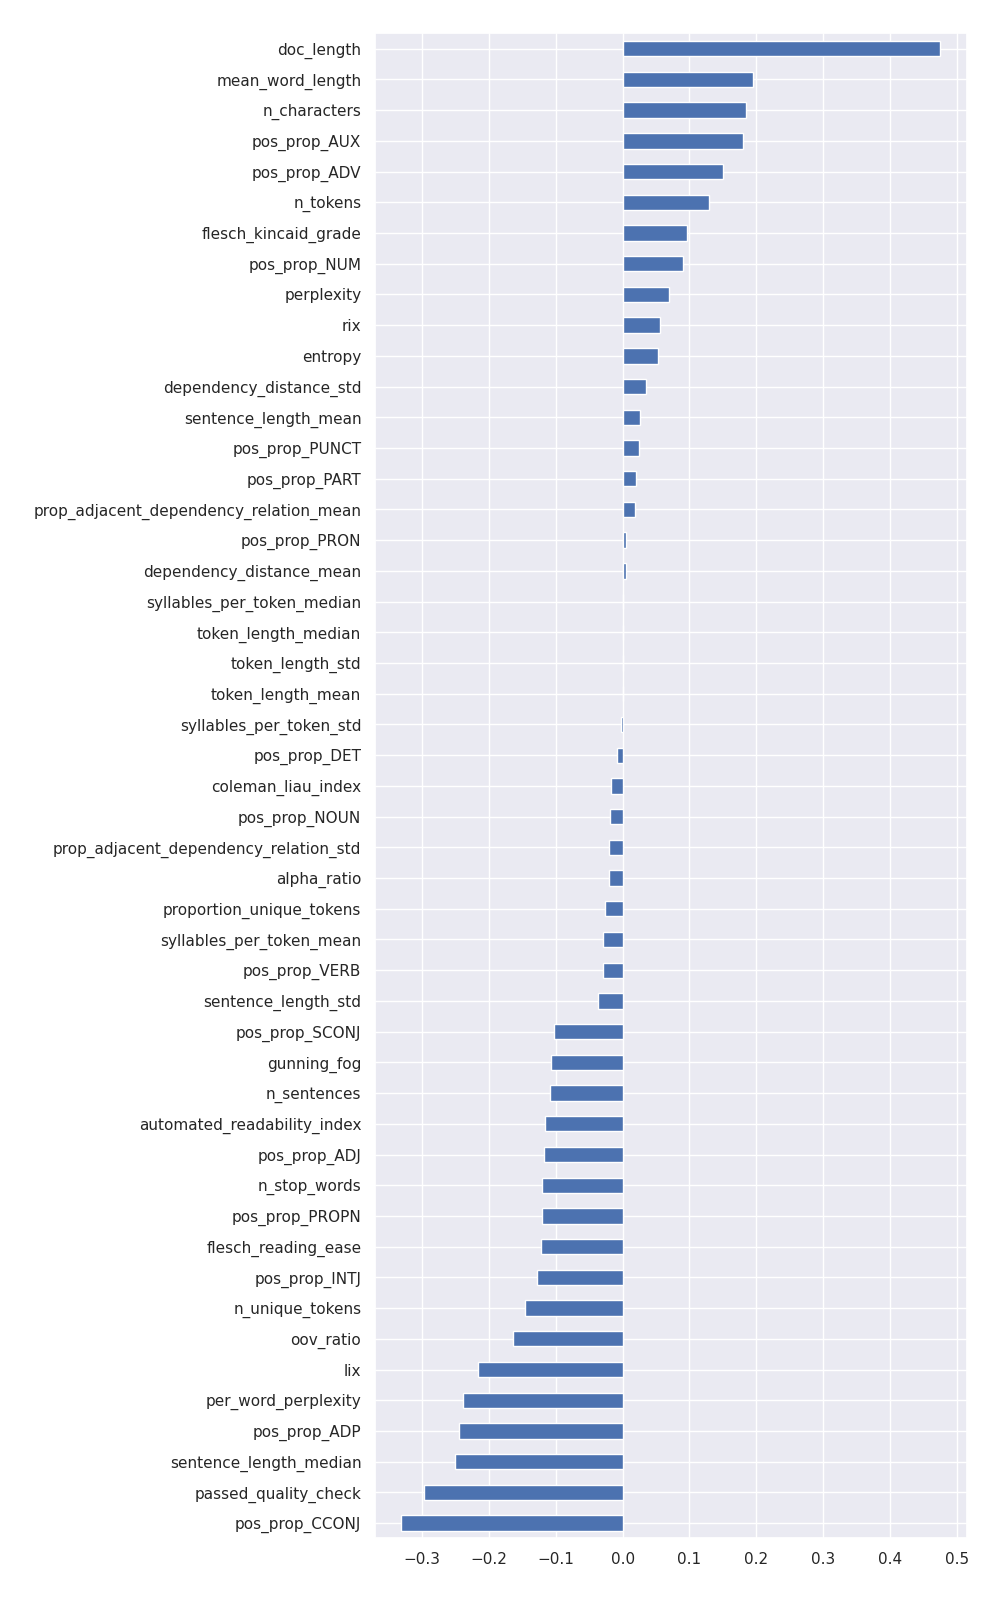 doc_length
mean_word_length
n_characters
pos_prop_AUX
pos_prop_ADV
n_tokens
flesch_kincaid_grade
pos_prop_NUM
perplexity
rix
entropy
dependency_distance_std
sentence_length_mean
pos_prop_PUNCT
pos_prop_PART
prop_adjacent_dependency_relation_mean
pos_prop_PRON
dependency_distance_mean
syllables_per_token_median
token_length_median
token_length_std
token_length_mean
syllables_per_token_std
pos_prop_DET
coleman_liau_index
pos_prop_NOUN
prop_adjacent_dependency_relation_std
alpha_ratio
proportion_unique_tokens
syllables_per_token_mean
pos_prop_VERB
sentence_length_std
pos_prop_SCONJ
gunning_fog
n_sentences
automated_readability_index
pos_prop_ADJ
n_stop_words
pos_prop_PROPN
flesch_reading_ease
pos_prop_INTJ
n_unique_tokens
oov_ratio
lix
per_word_perplexity
pos_prop_ADP
sentence_length_median
passed_quality_check
pos_prop_CCONJ
−0.3 −0.2 −0.1 0.0 0.1 0.2 0.3 0.4 0.5